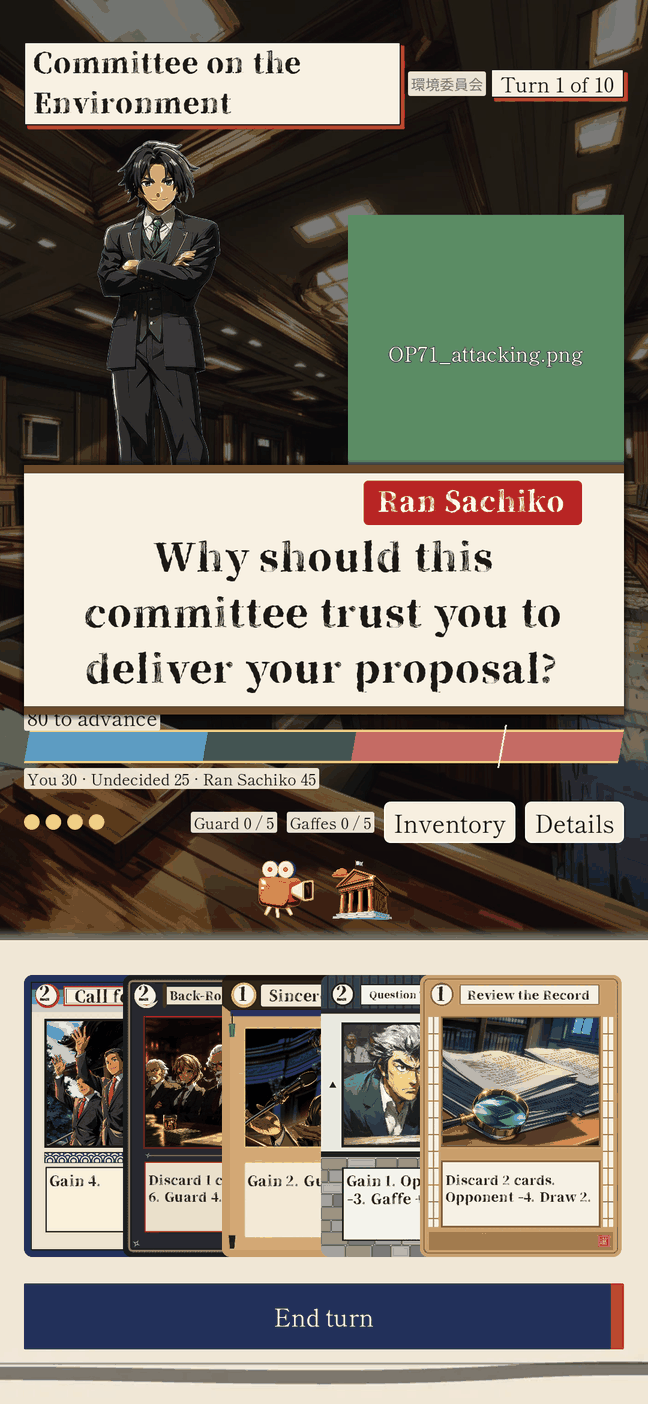 Committee on the
Environment
環境委員会
Turn 1 of 10
OP71_attacking.png
Ran Sachiko
Why should this
committee trust you to
deliver your proposal?
80 to advance
You 30 · Undecided 25 · Ran Sachiko 45
Guard 0 / 5
Gaffes 0 / 5
Inventory
Details
2
Call f
2
Back-Ro
1
Sincer
2
Question
1
Review the Record
Gain 4.
Discard 1 c
6. Guard 4.
Gain 2. Gu
Gain 1. Op
-3. Gaffe
Discard 2 cards.
Opponent -4. Draw 2.
End turn